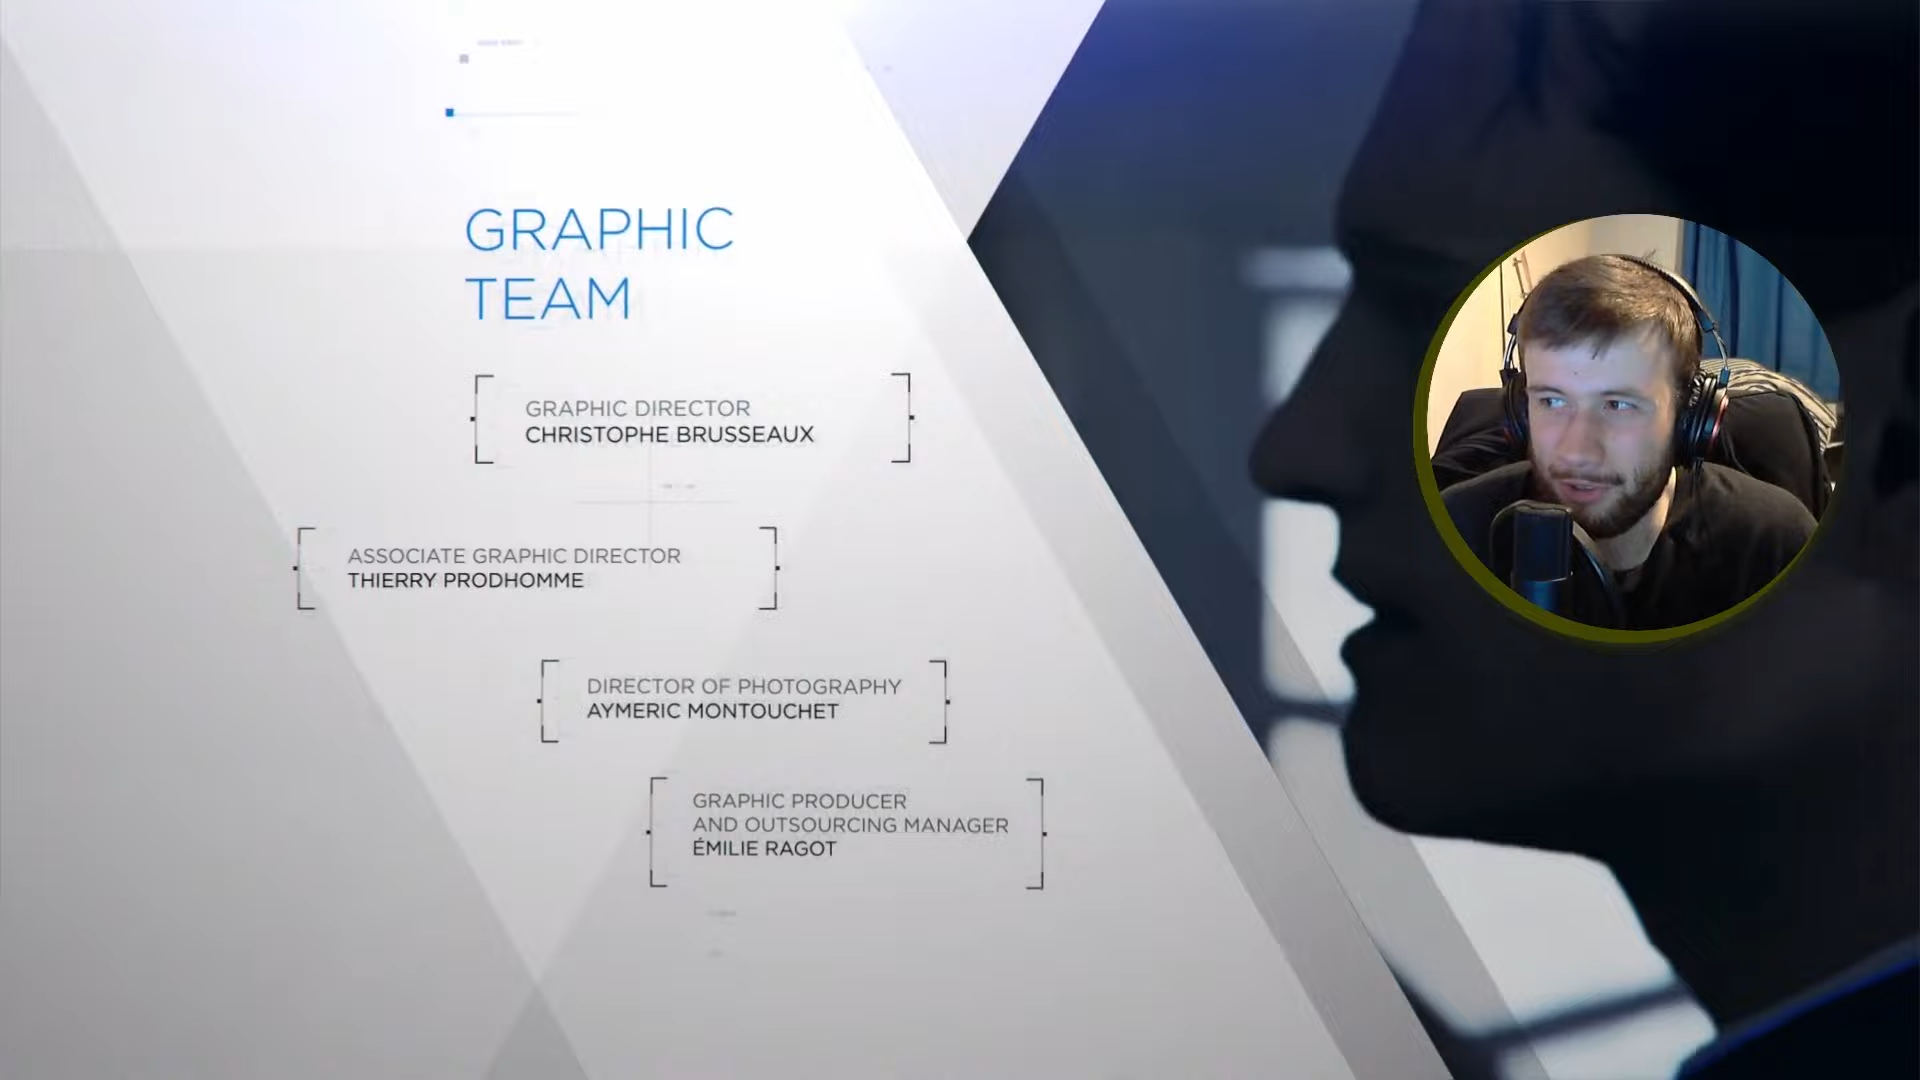 GRAPHIC
TEAM
GRAPHIC DIRECTOR
CHRISTOPHE BRUSSEAUX
ASSOCIATE GRAPHIC DIRECTOR
THIERRY PRODHOMME
DIRECTOR OF PHOTOGRAPHY
AYMERIC MONTOUCHET
GRAPHIC PRODUCER
AND OUTSOURCING MANAGER
ÉMILIE RAGOT